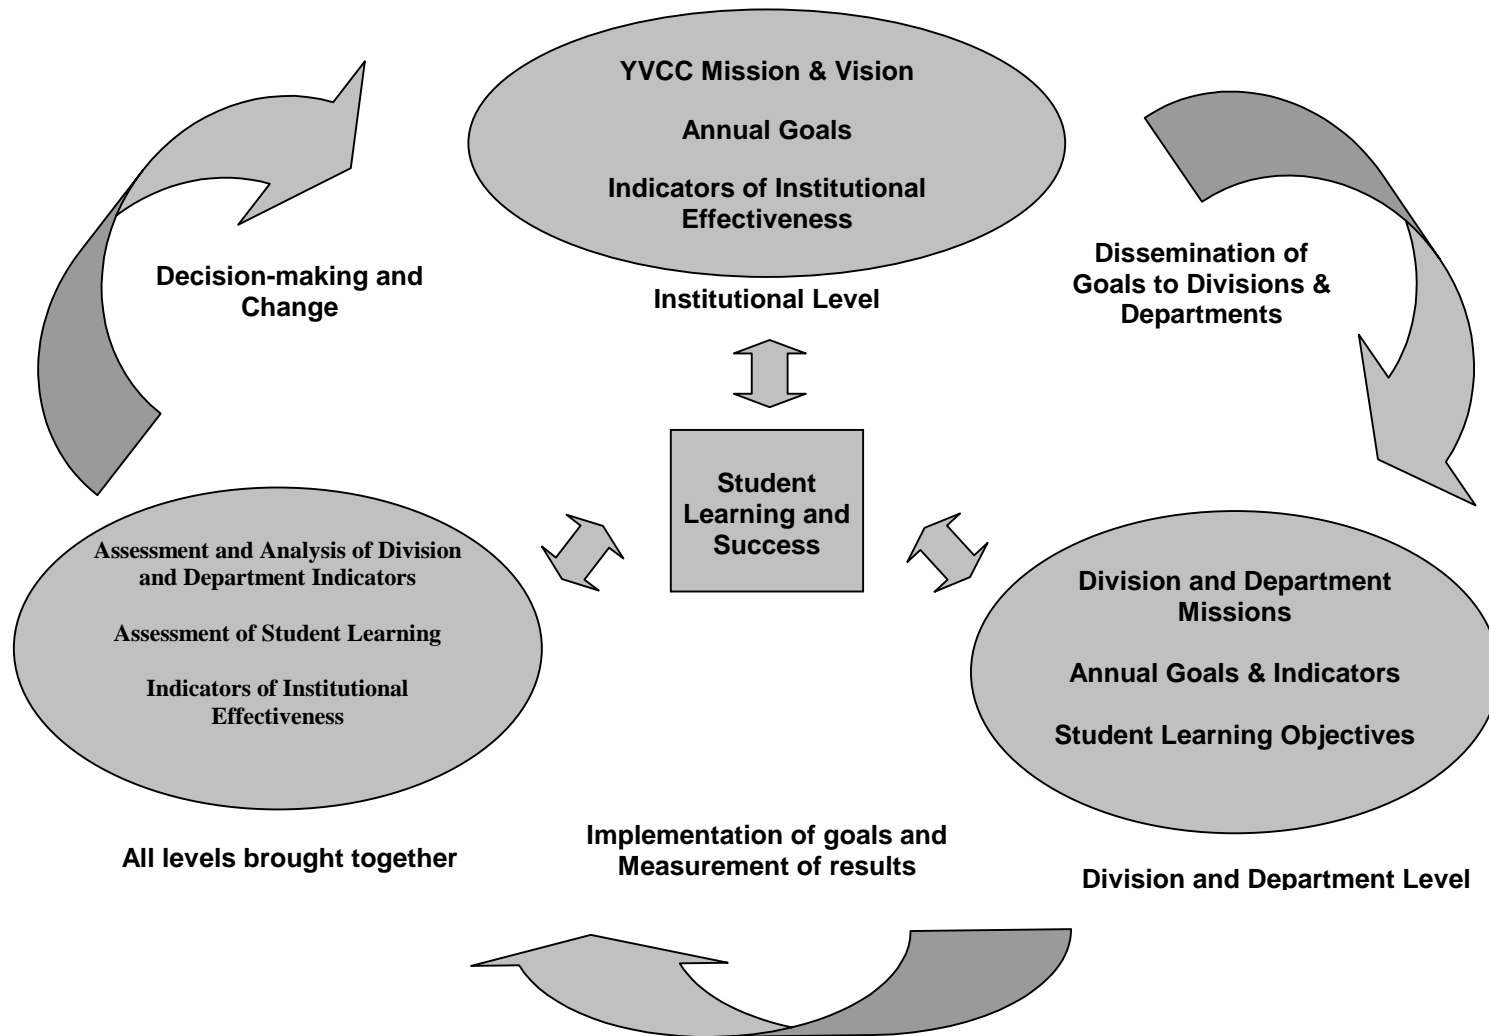 YVCC Mission & Vision
Annual Goals
Indicators of Institutional
Effectiveness
Institutional Level
Decision-making and
Change
Dissemination of
Goals to Divisions &
Departments
Student
Learning and
Success
Assessment and Analysis of Division
and Department Indicators
Assessment of Student Learning
Indicators of Institutional
Effectiveness
All levels brought together
Division and Department
Missions
Annual Goals & Indicators
Student Learning Objectives
Division and Department Level
Implementation of goals and
Measurement of results